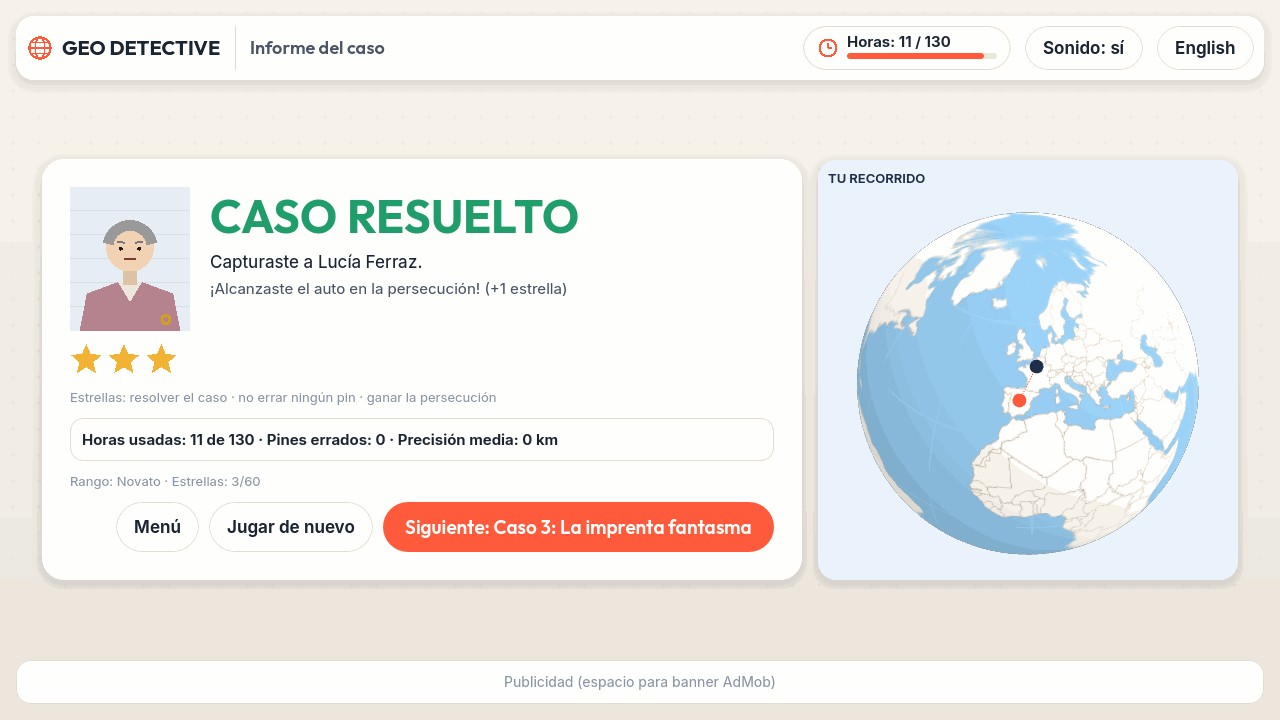 GEO DETECTIVE
Informe del caso
Horas: 11 / 130
Sonido: sí
English
CASO RESUELTO
Capturaste a Lucía Ferraz.
¡Alcanzaste el auto en la persecución! (+1 estrella)
Estrellas: resolver el caso · no errar ningún pin · ganar la persecución
Horas usadas: 11 de 130 · Pines errados: 0 · Precisión media: 0 km
Rango: Novato · Estrellas: 3/60
Menú
Jugar de nuevo
Siguiente: Caso 3: La imprenta fantasma
TU RECORRIDO
Publicidad (espacio para banner AdMob)